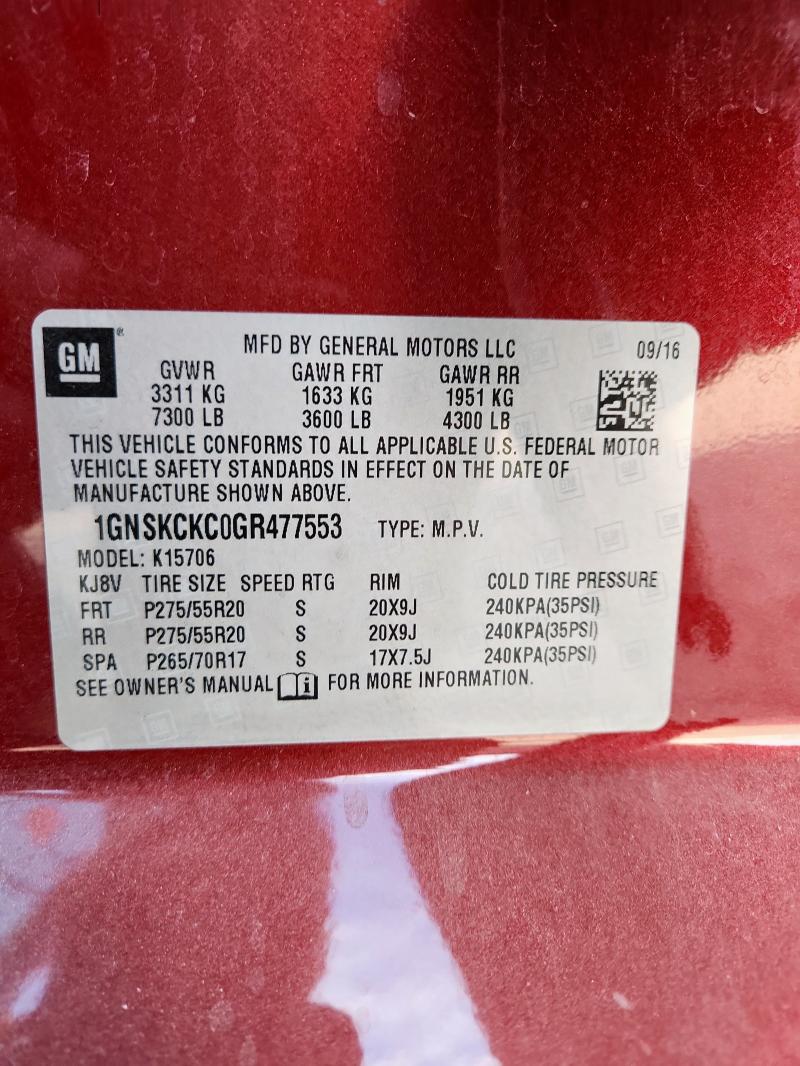 GM
MFD BY GENERAL MOTORS LLC 09/16
GVWR GAWR FRT GAWR RR
3311 KG 1633 KG 1951 KG
7300 LB 3600 LB 4300 LB
THIS VEHICLE CONFORMS TO ALL APPLICABLE U.S. FEDERAL MOTOR
VEHICLE SAFETY STANDARDS IN EFFECT ON THE DATE OF
MANUFACTURE SHOWN ABOVE.
1GNSKCKC0GR477553 TYPE: M.P.V.
MODEL: K15706
KJ8V TIRE SIZE SPEED RTG RIM COLD TIRE PRESSURE
FRT P275/55R20 S 20X9J 240KPA(35PSI)
RR P275/55R20 S 20X9J 240KPA(35PSI)
SPA P265/70R17 S 17X7.5J 240KPA(35PSI)
SEE OWNER'S MANUAL i FOR MORE INFORMATION.